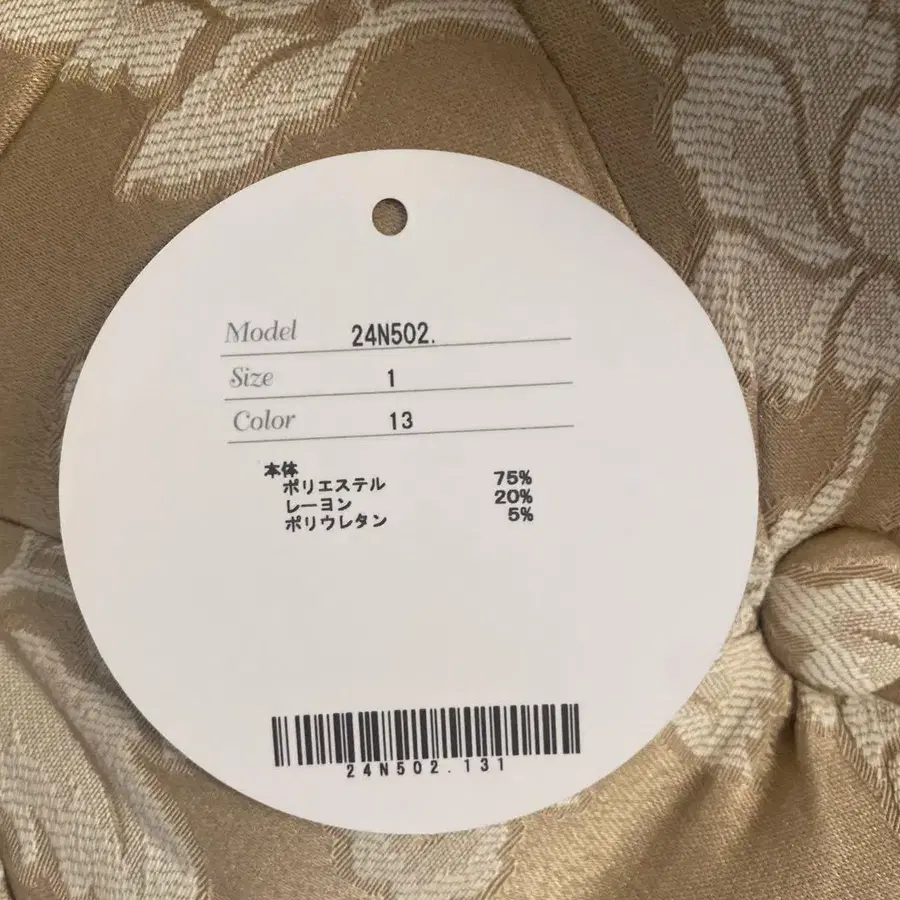 Model 24N502.
Size 1
Color 13
本体
ポリエステル 75%
レーヨン 20%
ポリウレタン 5%
24N502.131